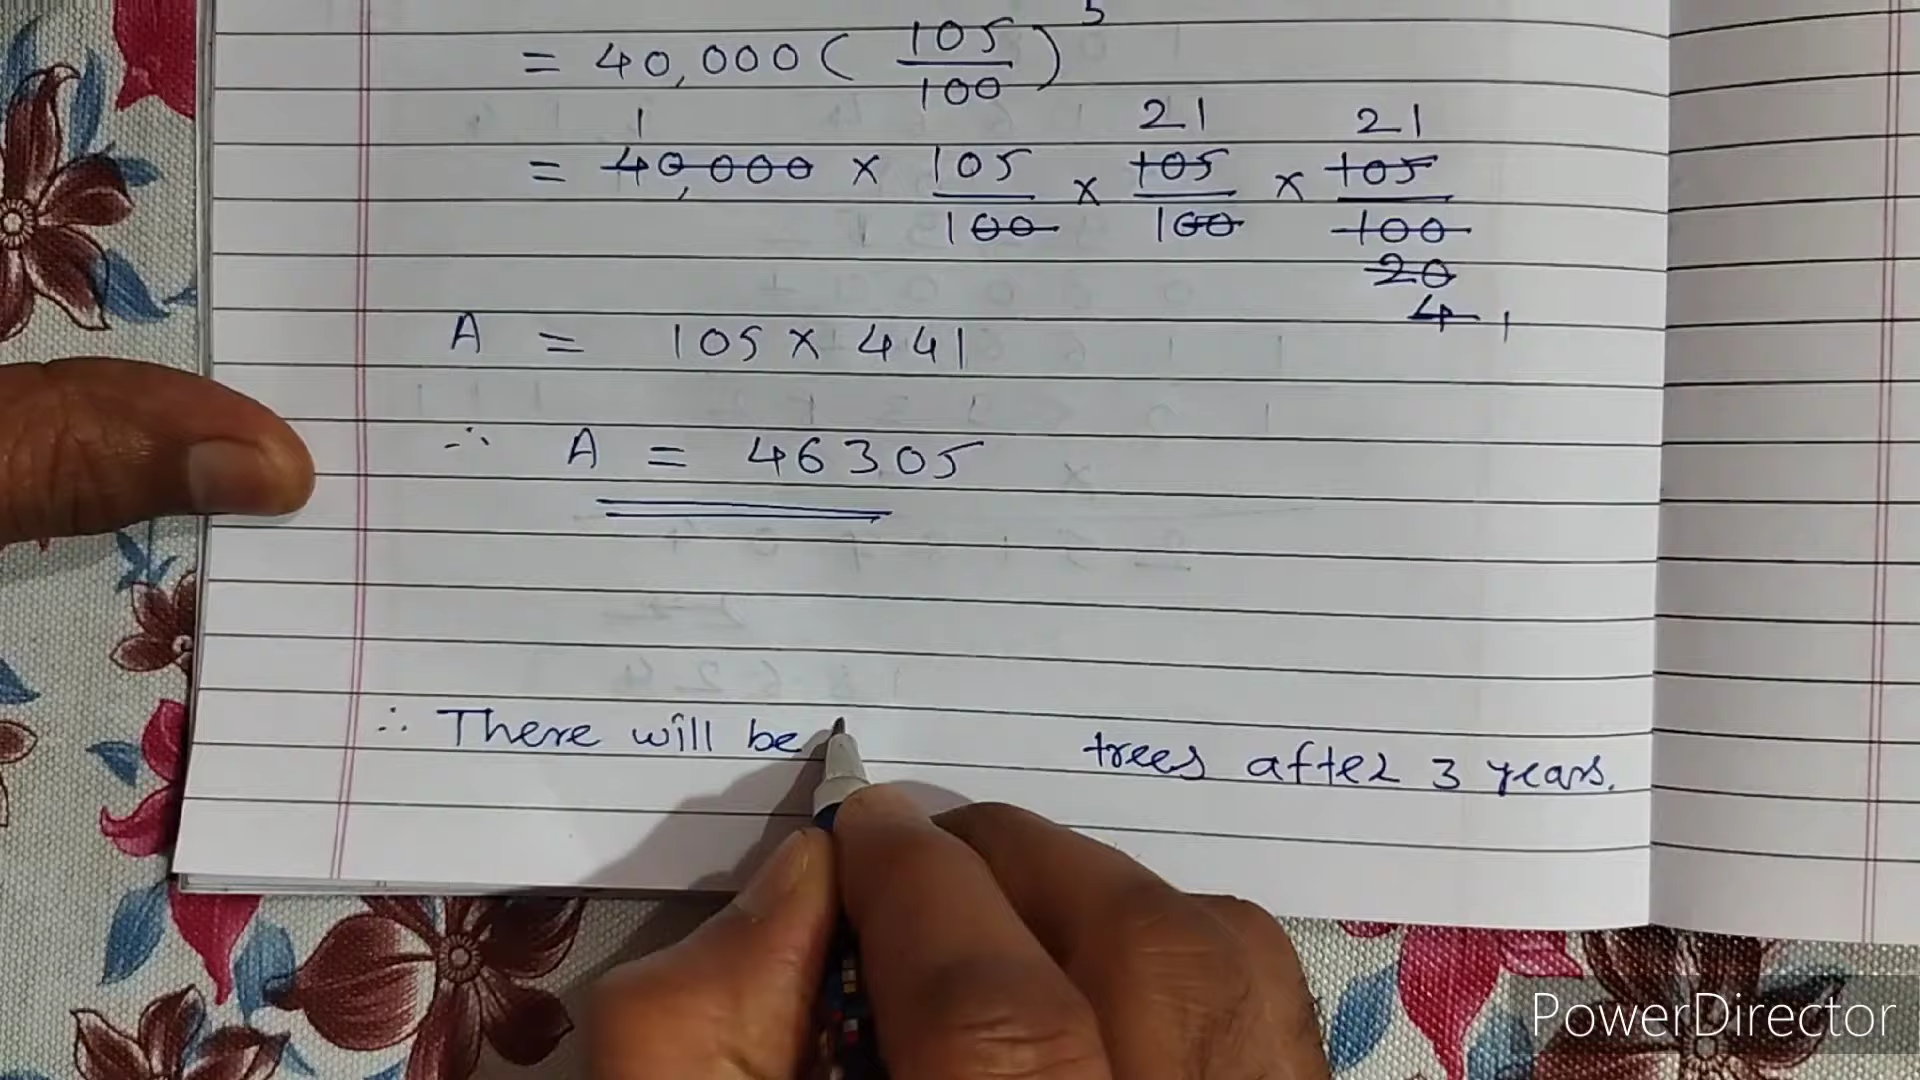 = 40,000 ( 105/100 )³
1 21 21
= 40,000 × 105/100 × 105/100 × 105/100
20
4 1
A = 105 × 441
∴ A = 46305
∴ There will be trees after 3 years.
PowerDirector